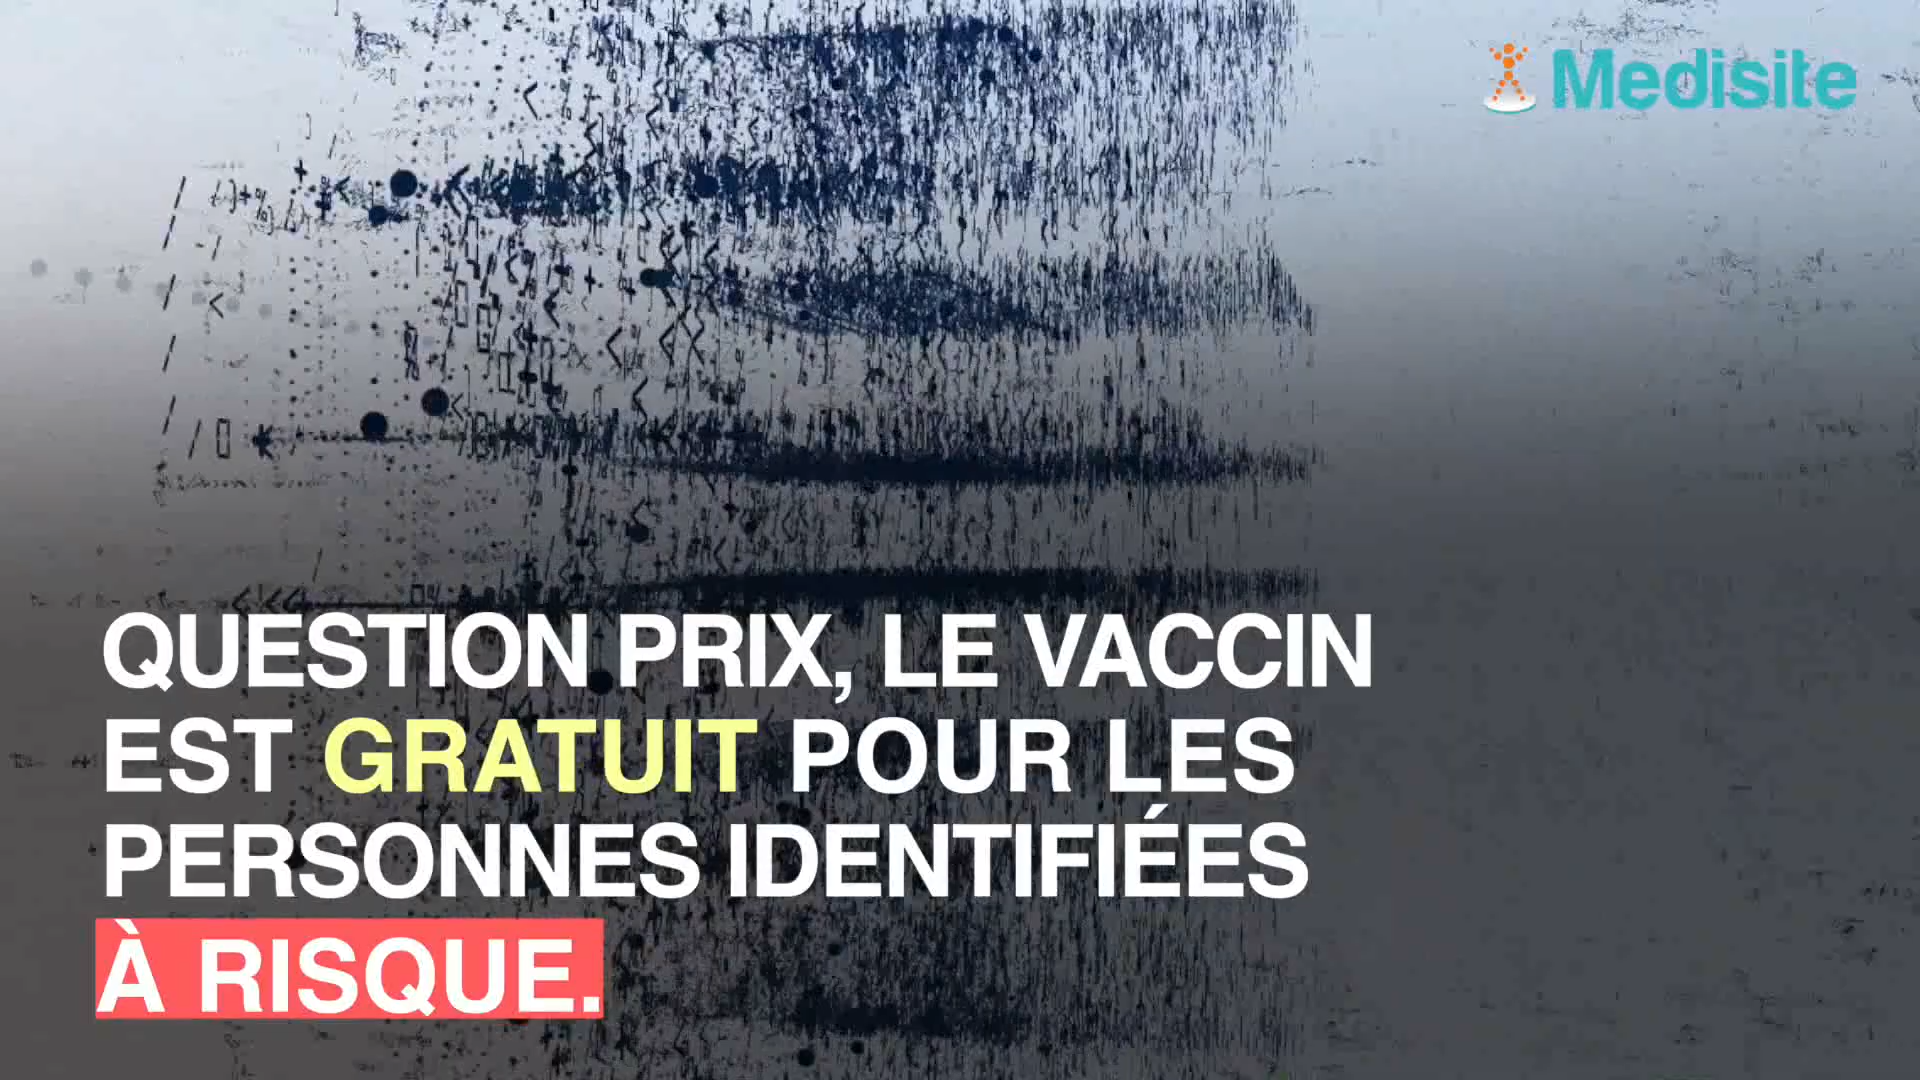 Medisite
QUESTION PRIX, LE VACCIN
EST GRATUIT POUR LES
PERSONNES IDENTIFIÉES
À RISQUE.